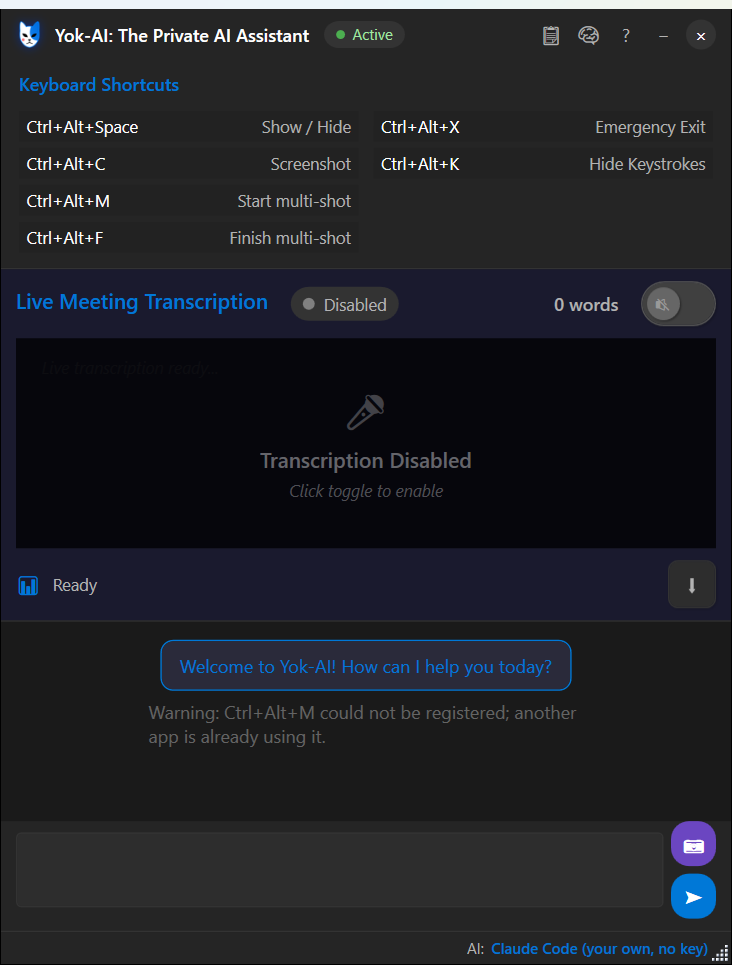 Yok-AI: The Private AI Assistant
Active
?
Keyboard Shortcuts
Ctrl+Alt+Space Show / Hide
Ctrl+Alt+X Emergency Exit
Ctrl+Alt+C Screenshot
Ctrl+Alt+K Hide Keystrokes
Ctrl+Alt+M Start multi-shot
Ctrl+Alt+F Finish multi-shot
Live Meeting Transcription
Disabled
0 words
Live transcription ready...
Transcription Disabled
Click toggle to enable
Ready
Welcome to Yok-AI! How can I help you today?
Warning: Ctrl+Alt+M could not be registered; another
app is already using it.
AI: Claude Code (your own, no key)